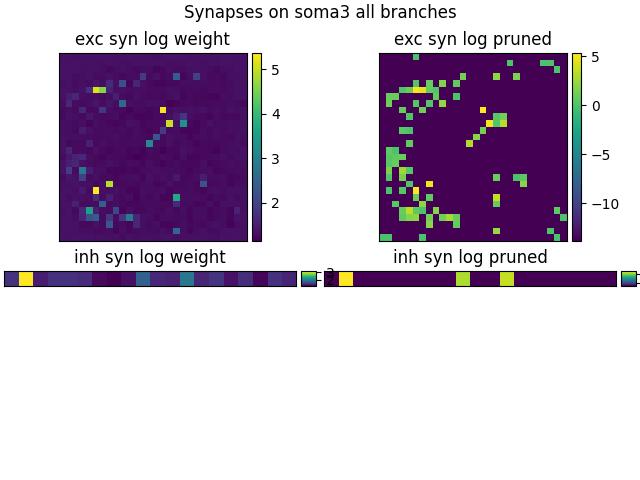 Synapses on soma3 all branches
exc syn log weight
exc syn log pruned
5
4
3
2
5
0
−5
−10
inh syn log weight
inh syn log pruned